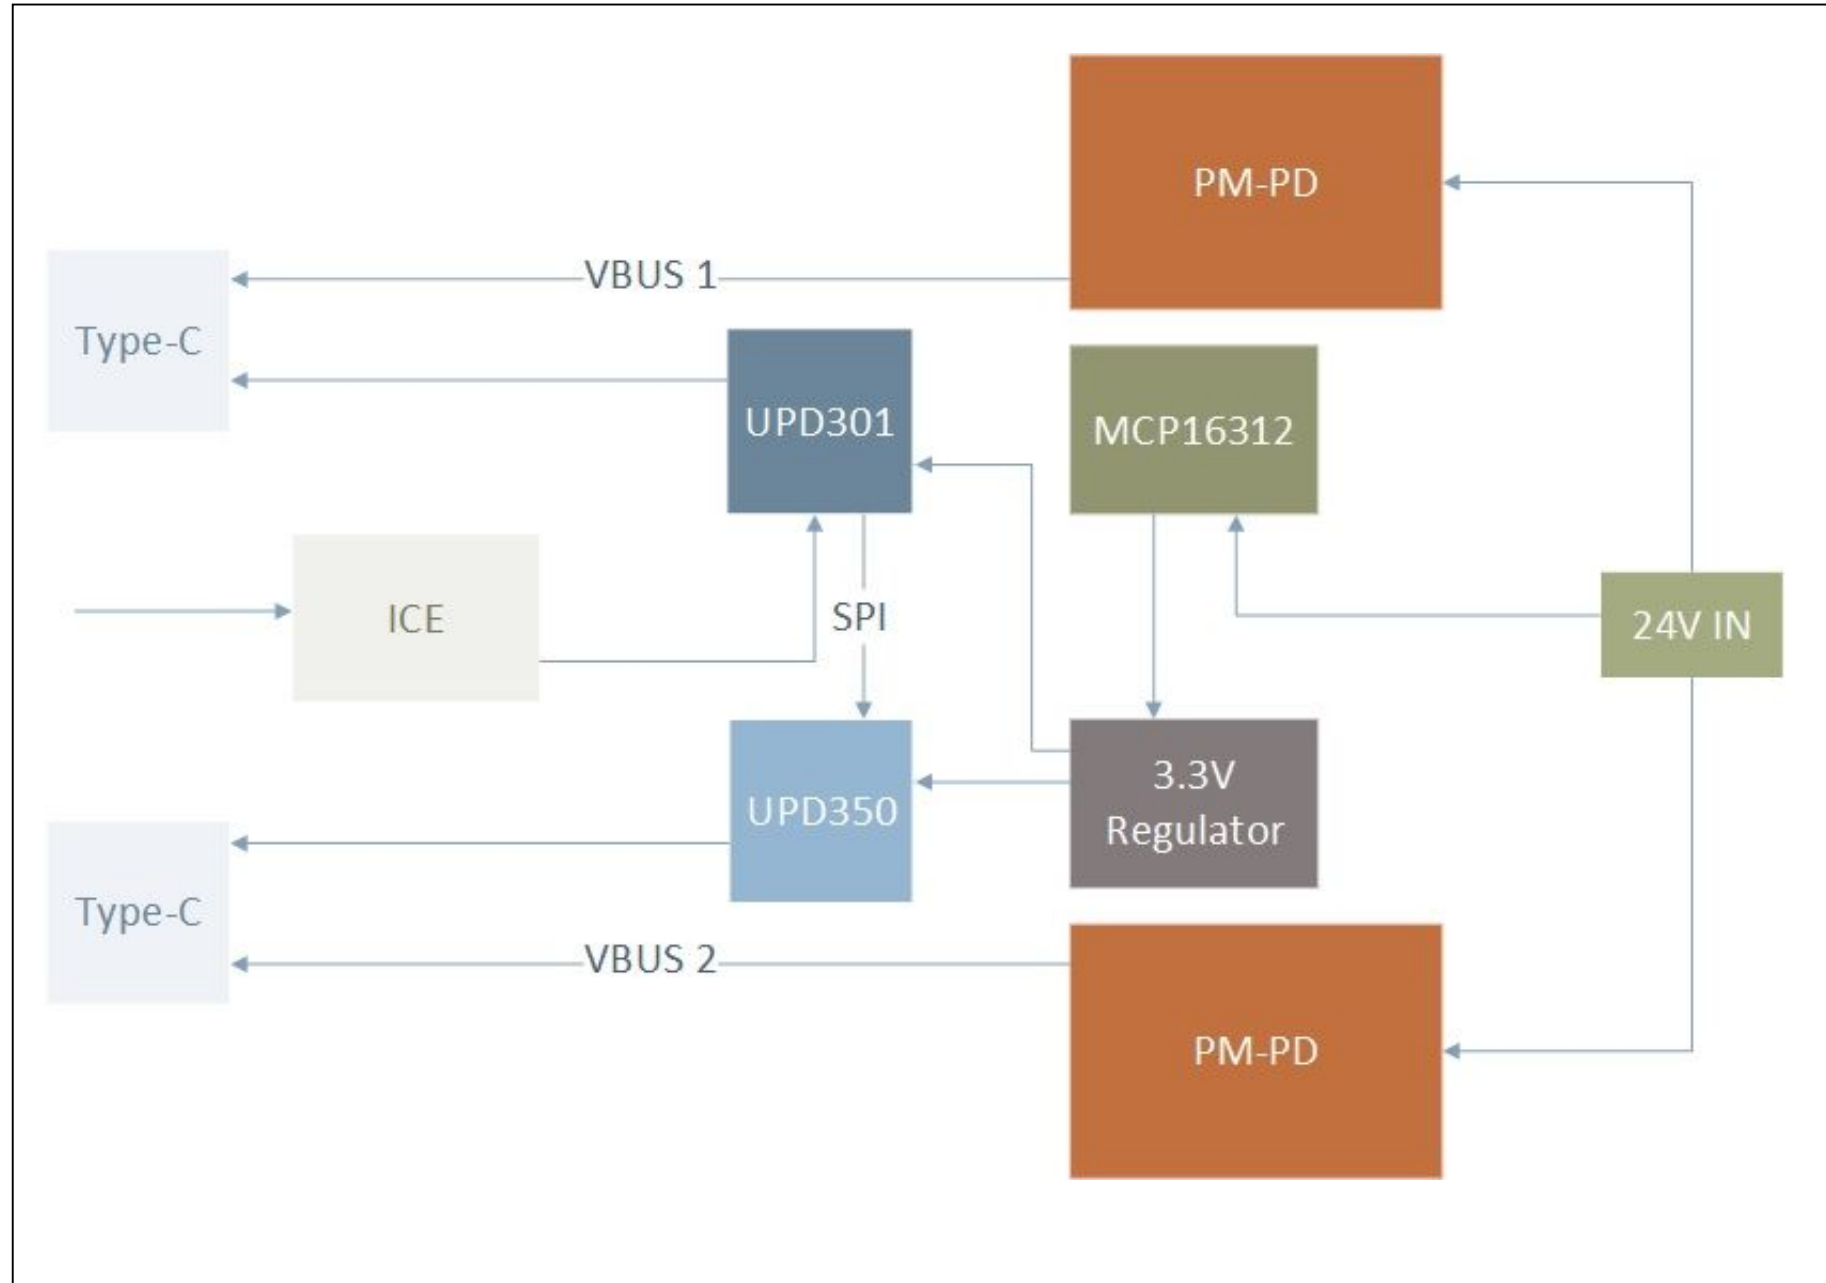 PM-PD
VBUS 1
Type-C
UPD301
MCP16312
ICE
SPI
24V IN
UPD350
3.3V
Regulator
Type-C
VBUS 2
PM-PD